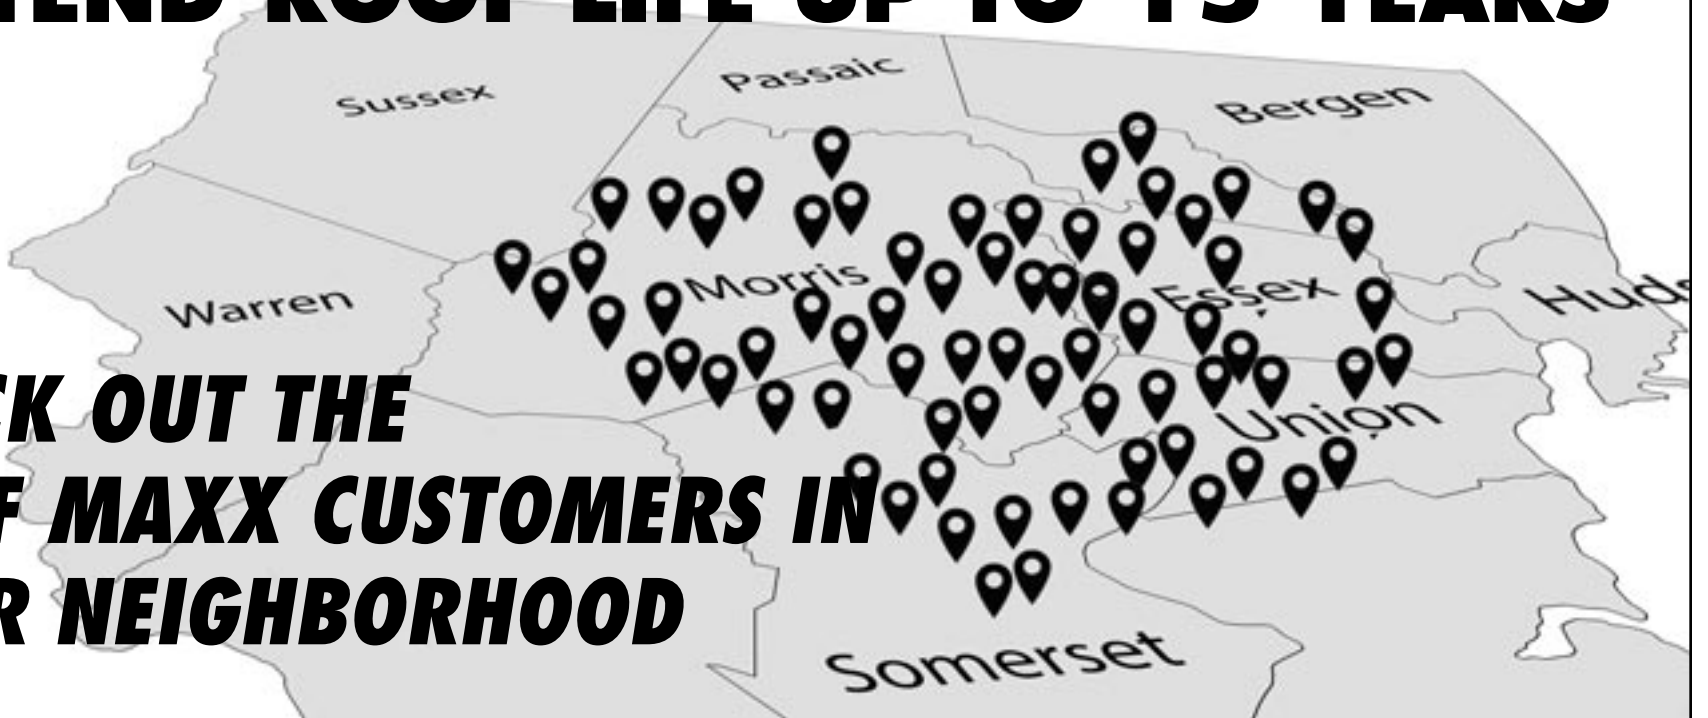 TEND ROOF LIFE UP TO 15 YEARS
Passaic
Sussex
Bergen
Morris
Essex
Warren
Huds
CK OUT THE
Union
F MAXX CUSTOMERS IN
R NEIGHBORHOOD
Somerset